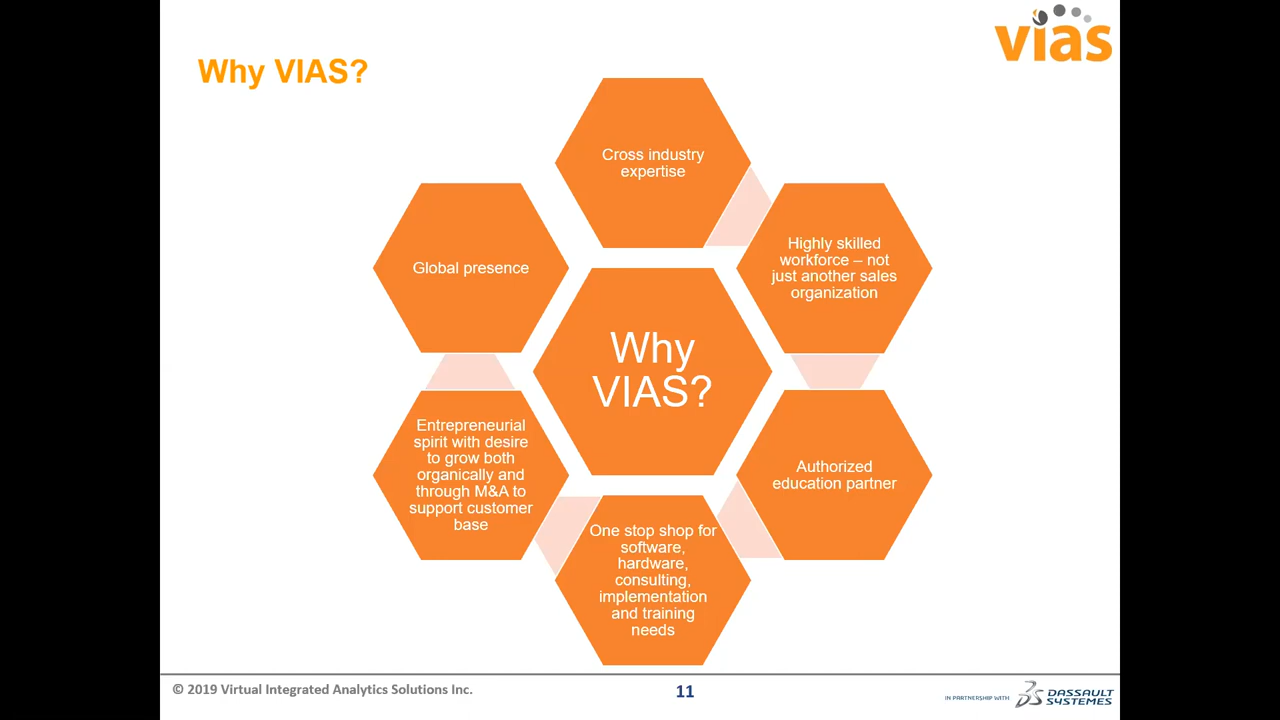 vias
Why VIAS?
Cross industry
expertise
Highly skilled
workforce – not
just another sales
organization
Global presence
Why
VIAS?
Authorized
education partner
Entrepreneurial
spirit with desire
to grow both
organically and
through M&A to
support customer
base
One stop shop for
software,
hardware,
consulting,
implementation
and training
needs
© 2019 Virtual Integrated Analytics Solutions Inc.
11
IN PARTNERSHIP WITH
DASSAULT
SYSTEMES